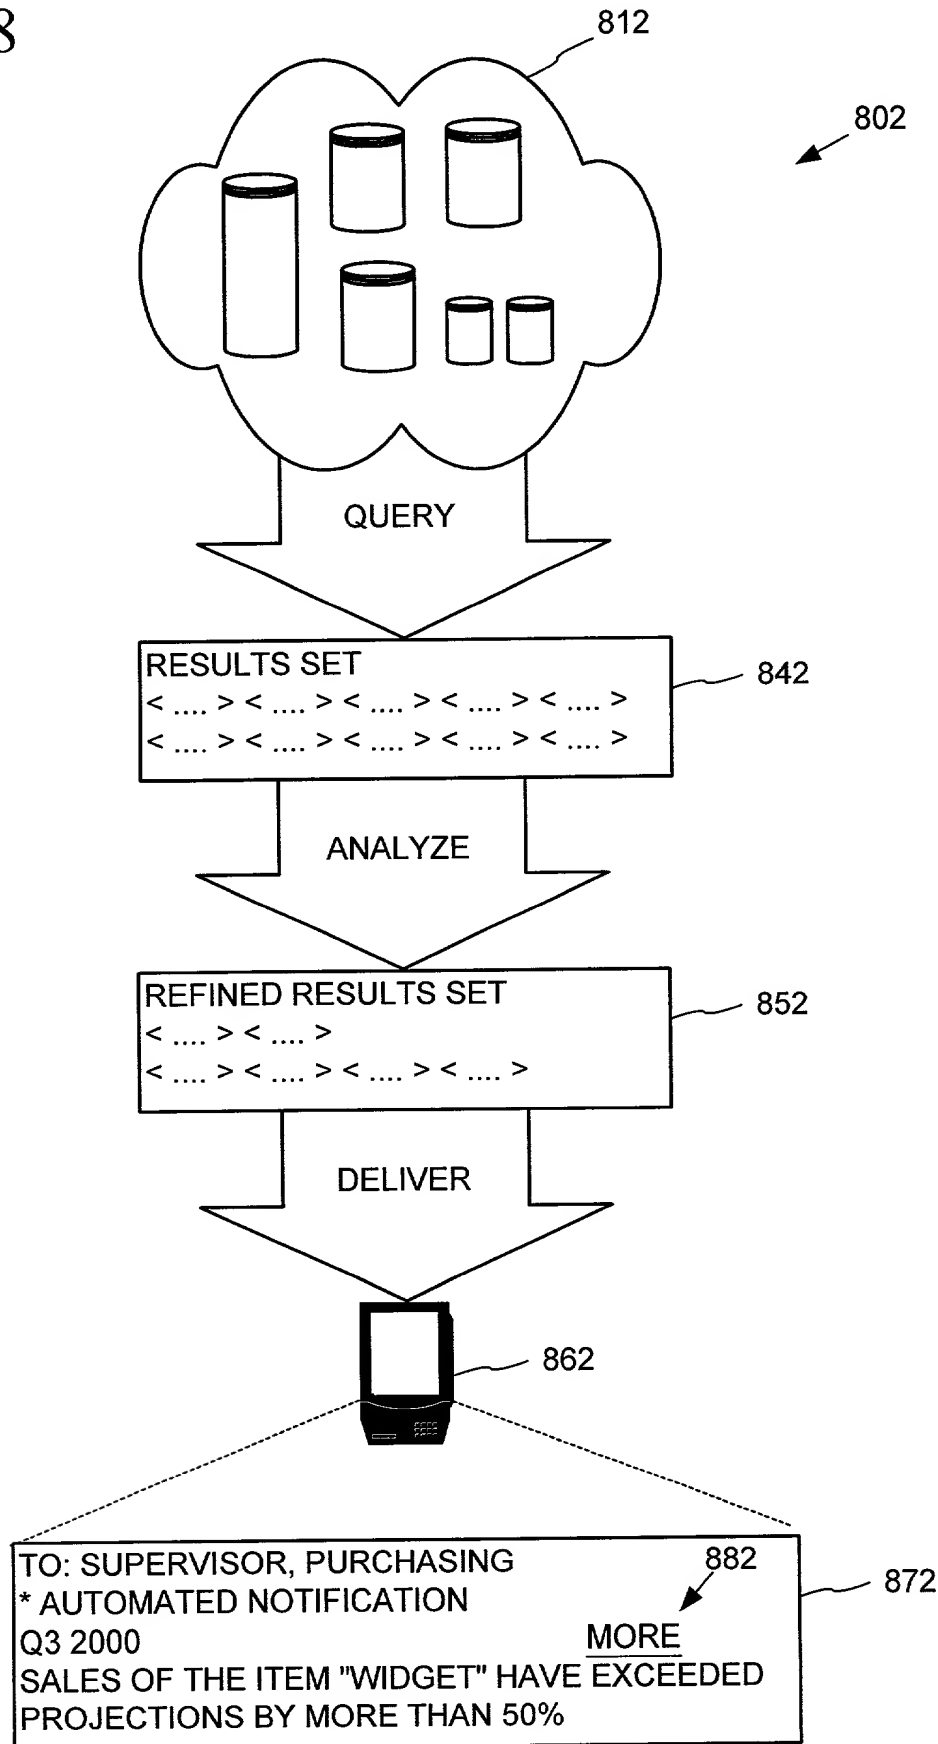 8
812
802
QUERY
RESULTS SET
842
< .... > < .... > < .... > < .... > < .... >
< .... > < .... > < .... > < .... > < .... >
ANALYZE
REFINED RESULTS SET
852
< .... > < .... >
< .... > < .... > < .... > < .... >
DELIVER
862
TO: SUPERVISOR, PURCHASING
882
872
* AUTOMATED NOTIFICATION
Q3 2000 MORE
SALES OF THE ITEM "WIDGET" HAVE EXCEEDED
PROJECTIONS BY MORE THAN 50%